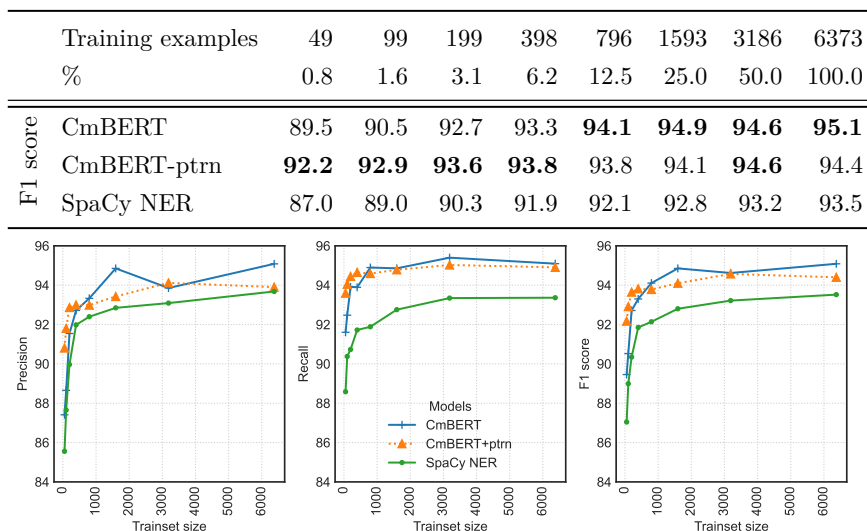 Training examples 49 99 199 398 796 1593 3186 6373
% 0.8 1.6 3.1 6.2 12.5 25.0 50.0 100.0
F1 score
CmBERT 89.5 90.5 92.7 93.3 94.1 94.9 94.6 95.1
CmBERT-ptrn 92.2 92.9 93.6 93.8 93.8 94.1 94.6 94.4
SpaCy NER 87.0 89.0 90.3 91.9 92.1 92.8 93.2 93.5
Precision
96
94
92
90
88
86
84
0 1000 2000 3000 4000 5000 6000
Trainset size
Recall
96
94
92
90
88
86
84
Models
CmBERT
CmBERT+ptrn
SpaCy NER
0 1000 2000 3000 4000 5000 6000
Trainset size
F1 score
96
94
92
90
88
86
84
0 1000 2000 3000 4000 5000 6000
Trainset size